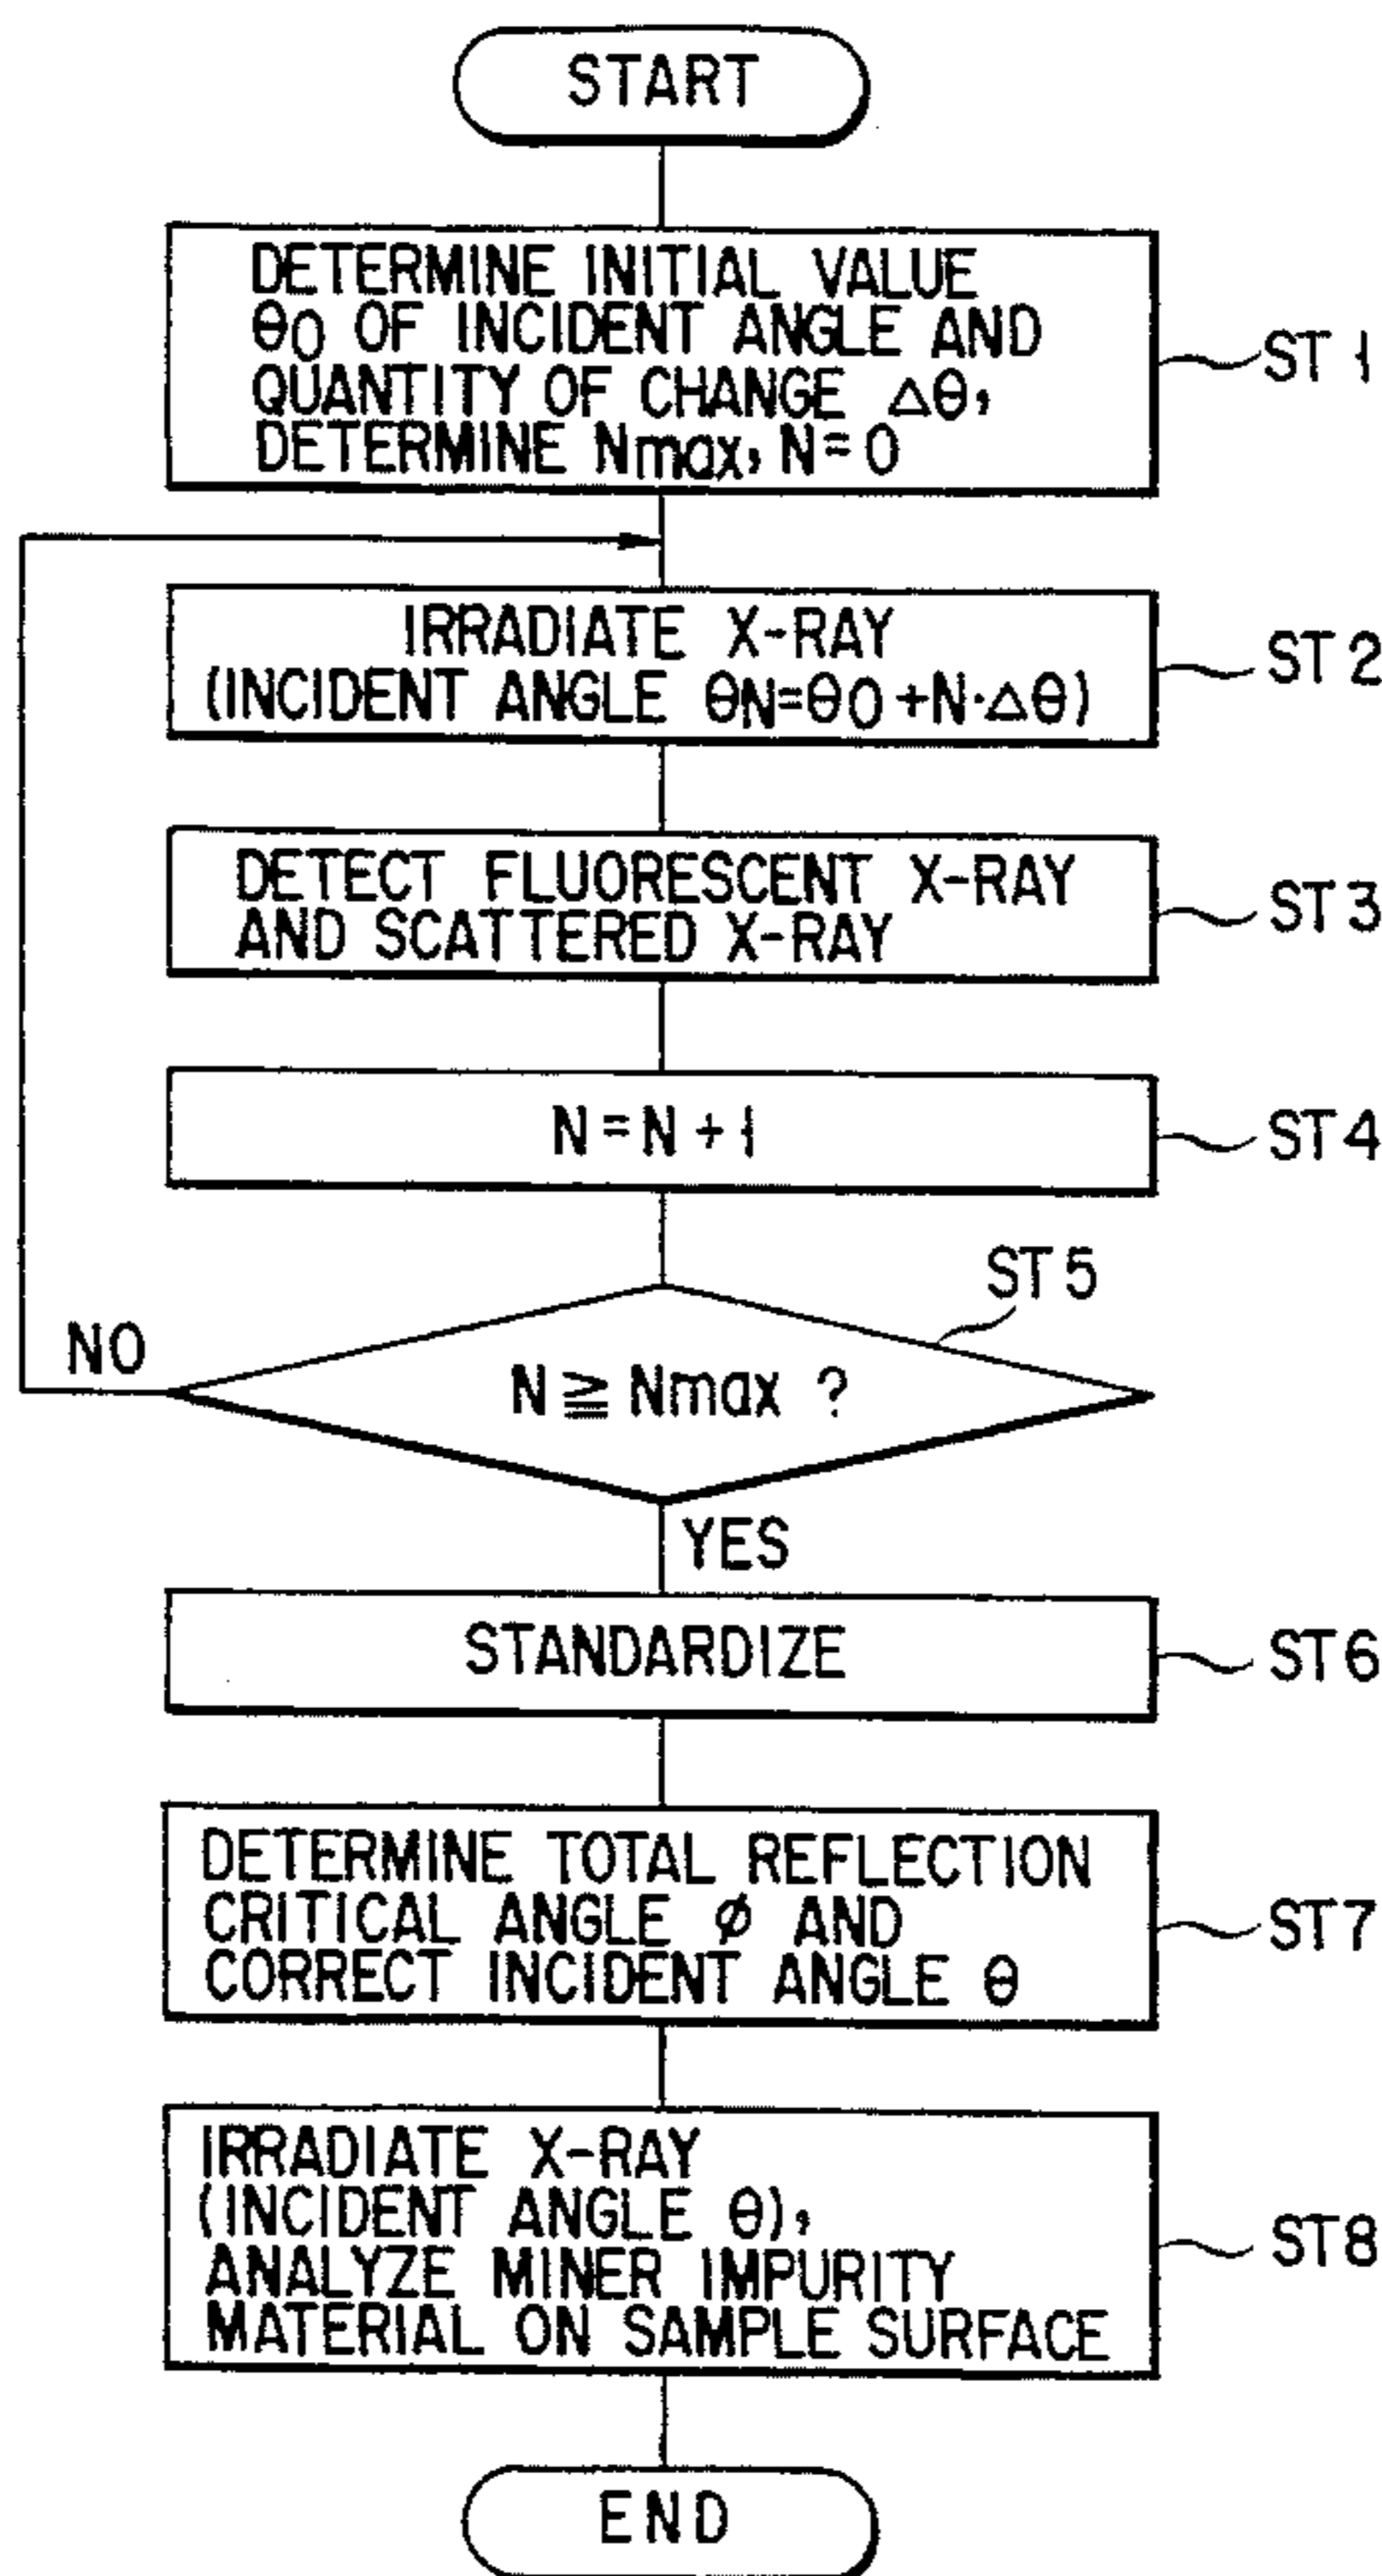 START
DETERMINE INITIAL VALUE
θ0 OF INCIDENT ANGLE AND
QUANTITY OF CHANGE Δθ,
DETERMINE Nmax, N=0
ST 1
IRRADIATE X-RAY
(INCIDENT ANGLE θN=θ0+N·Δθ)
ST2
DETECT FLUORESCENT X-RAY
AND SCATTERED X-RAY
ST3
N=N+1
ST4
ST5
NO
N ≧ Nmax ?
YES
STANDARDIZE
ST6
DETERMINE TOTAL REFLECTION
CRITICAL ANGLE ϕ AND
CORRECT INCIDENT ANGLE θ
ST7
IRRADIATE X-RAY
(INCIDENT ANGLE θ),
ANALYZE MINER IMPURITY
MATERIAL ON SAMPLE SURFACE
ST8
END